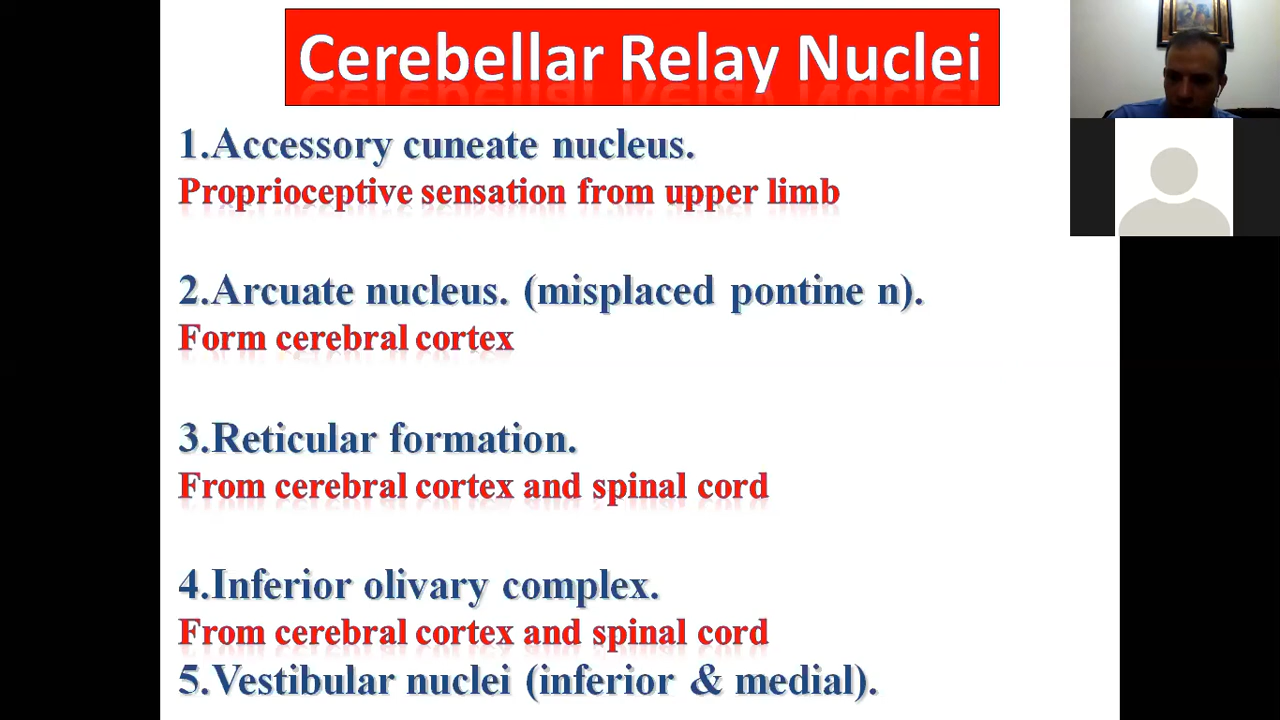 Cerebellar Relay Nuclei
1.Accessory cuneate nucleus.
Proprioceptive sensation from upper limb
2.Arcuate nucleus. (misplaced pontine n).
Form cerebral cortex
3.Reticular formation.
From cerebral cortex and spinal cord
4.Inferior olivary complex.
From cerebral cortex and spinal cord
5.Vestibular nuclei (inferior & medial).